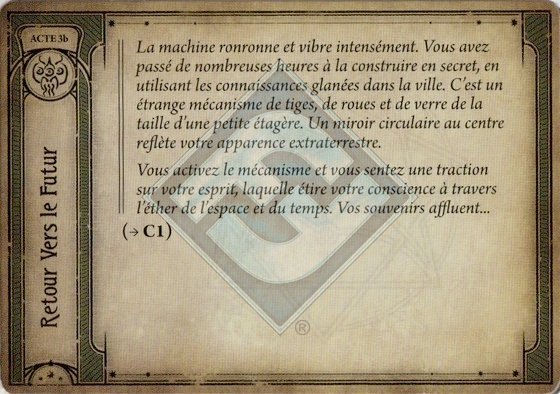 ACTE 3b
Retour Vers le Futur
La machine ronronne et vibre intensément. Vous avez
passé de nombreuses heures à la construire en secret, en
utilisant les connaissances glanées dans la ville. C'est un
étrange mécanisme de tiges, de roues et de verre de la
taille d'une petite étagère. Un miroir circulaire au centre
reflète votre apparence extraterrestre.
Vous activez le mécanisme et vous sentez une traction
sur votre esprit, laquelle étire votre conscience à travers
l'éther de l'espace et du temps. Vos souvenirs affluent...
(→ C1)
®